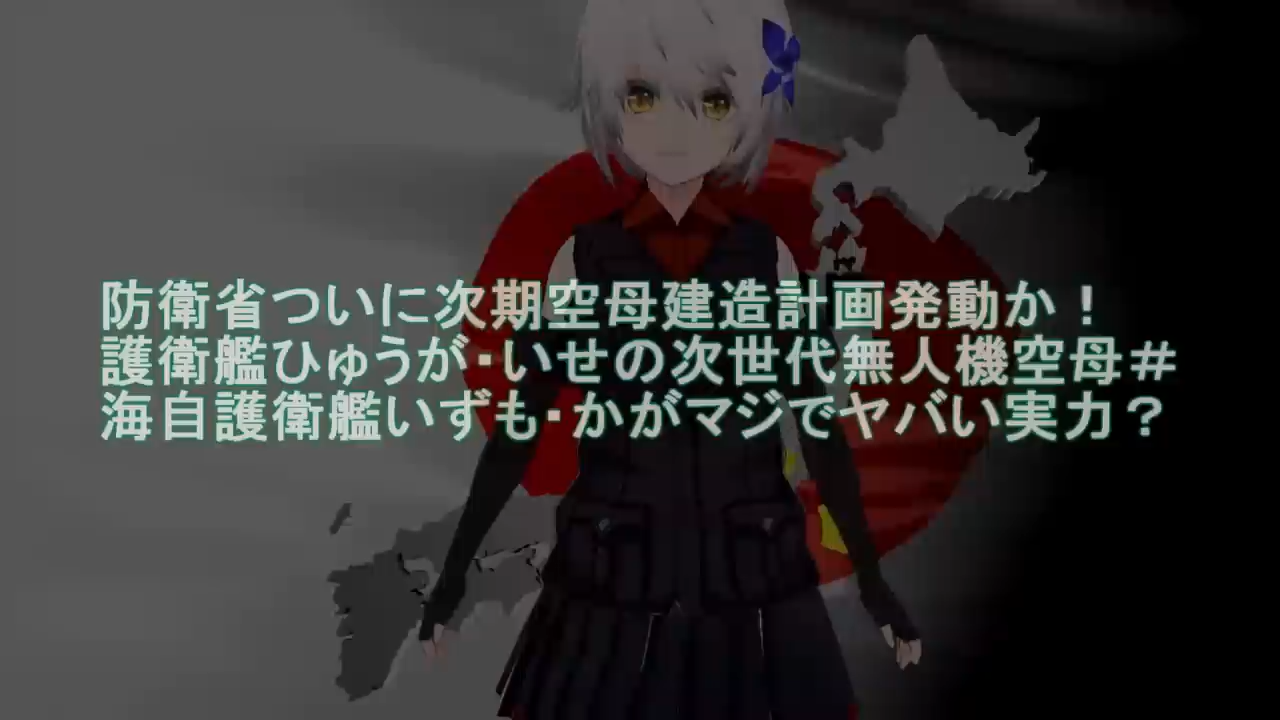 防衛省ついに次期空母建造計画発動か！
護衛艦ひゅうが・いせの次世代無人機空母＃
海自護衛艦いずも・かがマジでヤバい実力？